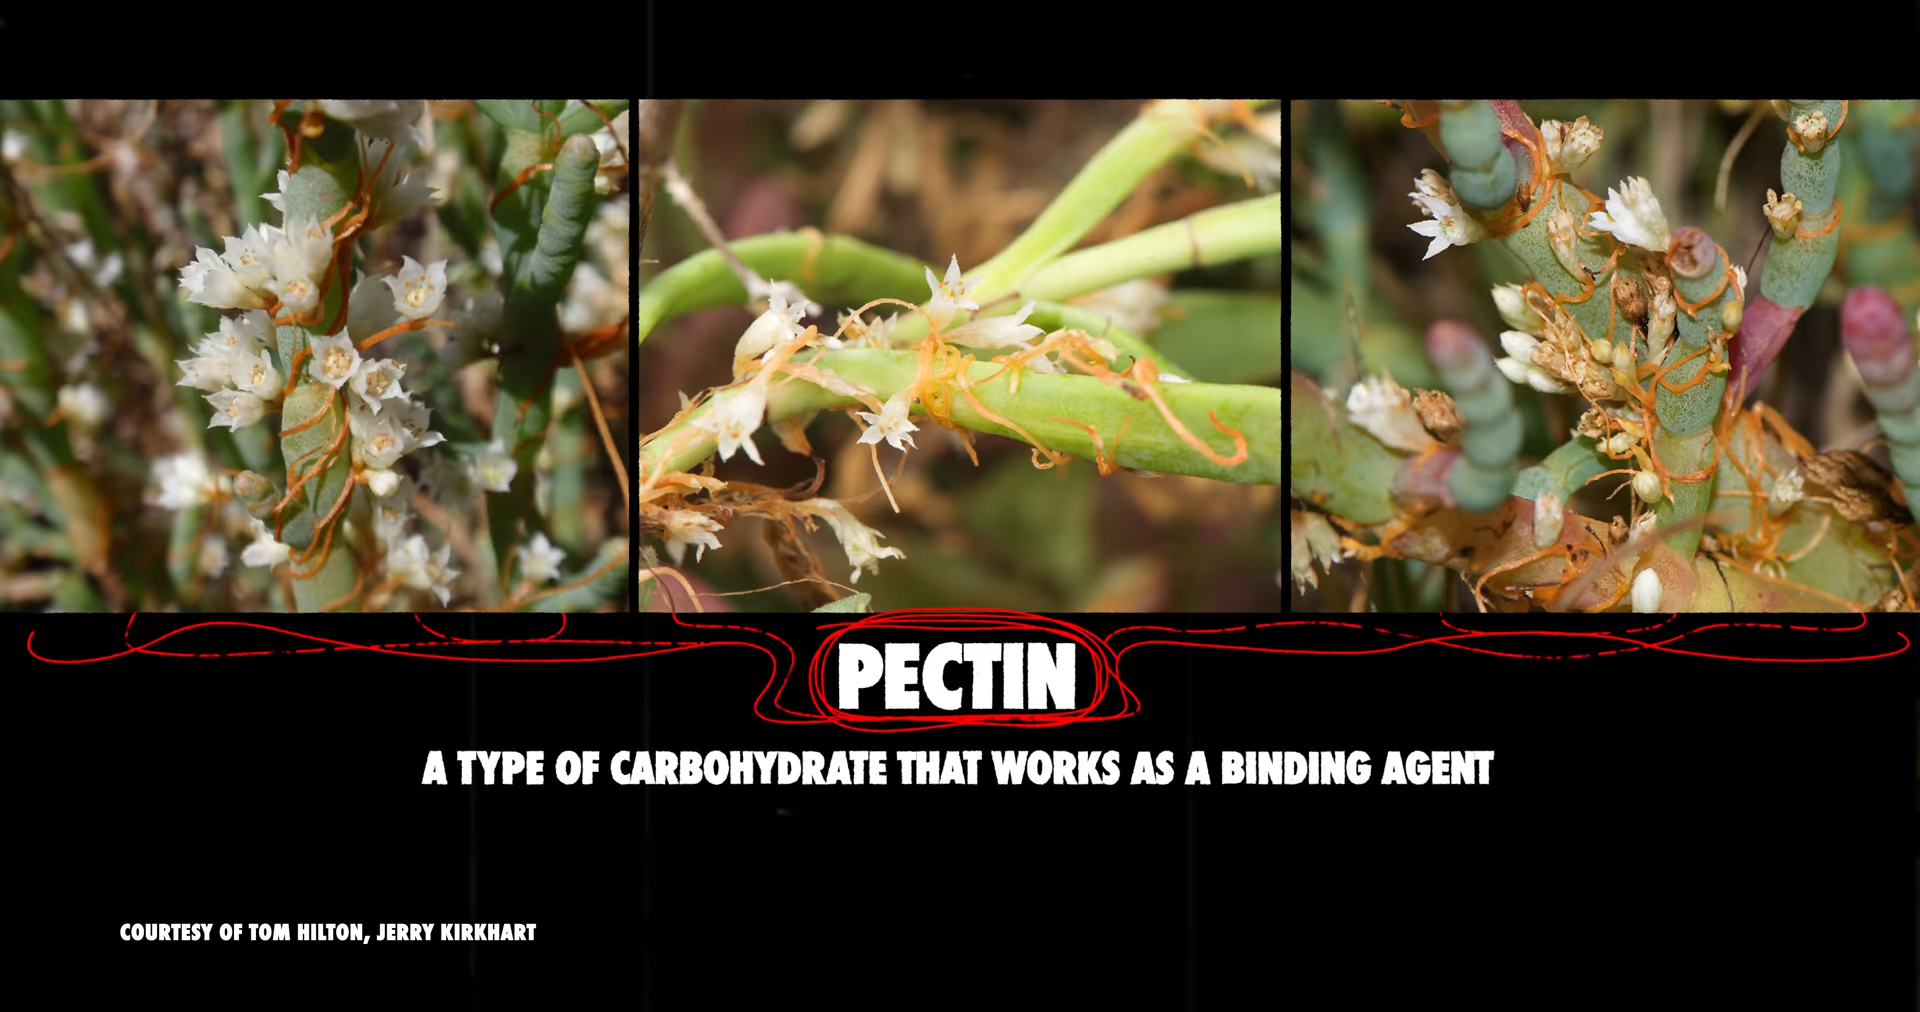 PECTIN
A TYPE OF CARBOHYDRATE THAT WORKS AS A BINDING AGENT
COURTESY OF TOM HILTON, JERRY KIRKHART